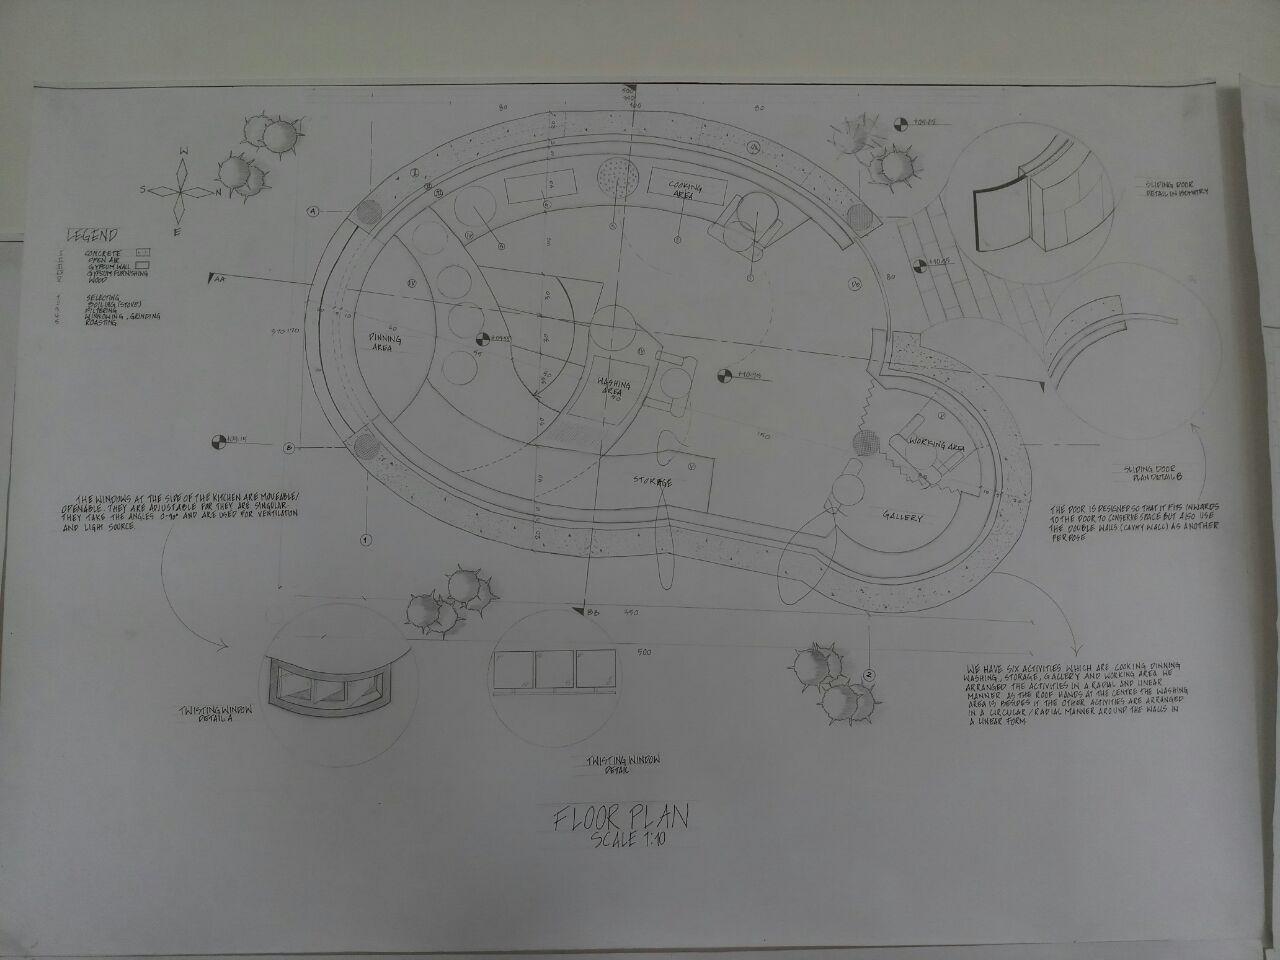 W
S
N
E
LEGEND
CONCRETE
OPEN AIR
GYPSUM WALL
GYPSUM FURNISHING
WOOD
SELECTING
BOILING (STOVE)
FILTERING
WINNOWING, GRINDING
ROASTING
80
100
80
A
B
AA
COOKING
AREA
DINNING
AREA
WASHING
AREA
STORAGE
WORKING AREA
GALLERY
150
80
1
2
BB
350
500
SLIDING DOOR
DETAIL IN ISOMETRY
SLIDING DOOR
PLAN DETAIL B
THE DOOR IS DESIGNED SO THAT IT FITS INWARDS
TO THE DOOR TO CONSERVE SPACE BUT ALSO USE
THE DOUBLE WALLS (CAVITY WALL) AS ANOTHER
PERPOSE
THE WINDOWS AT THE SIDE OF THE KITCHEN ARE MOVEABLE/
OPENABLE. THEY ARE ADJUSTABLE FOR THEY ARE SINGULAR
THEY TAKE THE ANGLES 0-90° AND ARE USED FOR VENTILATION
AND LIGHT SOURCE.
TWISTING WINDOW
DETAIL A
TWISTING WINDOW
DETAIL
WE HAVE SIX ACTIVITIES WHICH ARE COOKING DINNING
WASHING, STORAGE, GALLERY AND WORKING AREA WE
ARRANGED THE ACTIVITIES IN A RADIAL AND LINEAR
MANNER AS THE ROOF HANGS AT THE CENTRE THE WASHING
AREA IS BESIDES IT THE OTHER ACTIVITIES ARE ARRANGED
IN A CIRCULAR / RADIAL MANNER AROUND THE WALLS IN
A LINEAR FORM
FLOOR PLAN
SCALE 1:10